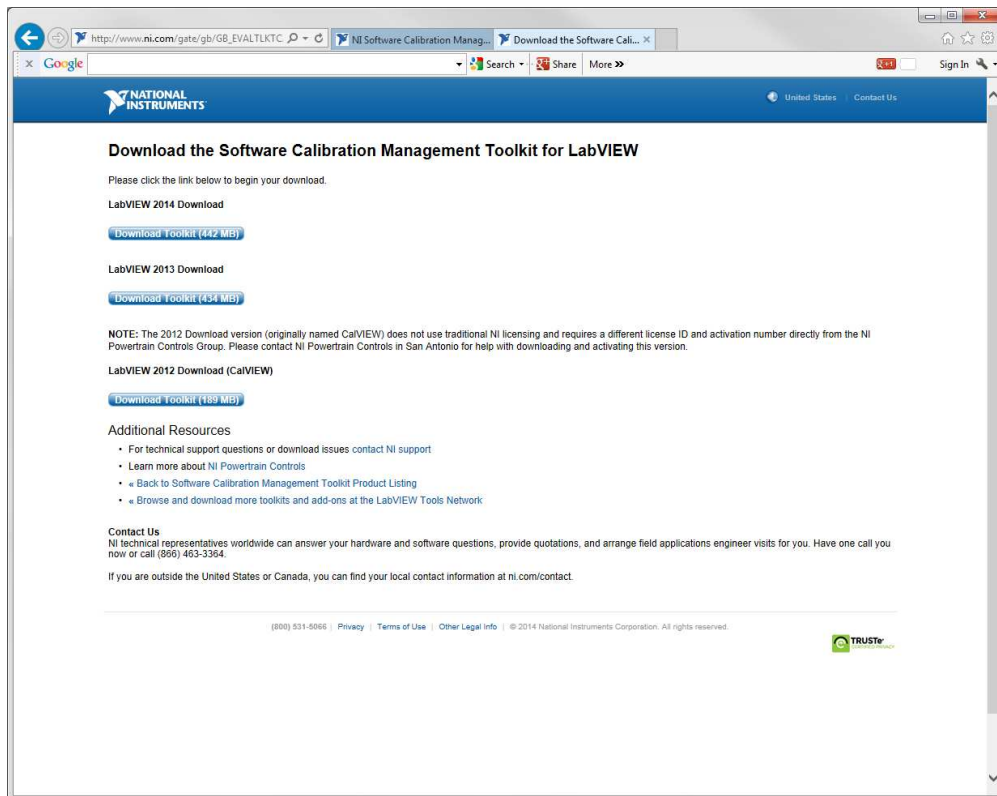 http://www.ni.com/gate/gb/GB_EVALTLKTC
NI Software Calibration Manag...
Download the Software Cali...
x Google
Search
Share
More »
Sign In
NATIONAL INSTRUMENTS
United States | Contact Us
Download the Software Calibration Management Toolkit for LabVIEW
Please click the link below to begin your download.
LabVIEW 2014 Download
Download Toolkit (442 MB)
LabVIEW 2013 Download
Download Toolkit (434 MB)
NOTE: The 2012 Download version (originally named CalVIEW) does not use traditional NI licensing and requires a different license ID and activation number directly from the NI
Powertrain Controls Group. Please contact NI Powertrain Controls in San Antonio for help with downloading and activating this version.
LabVIEW 2012 Download (CalVIEW)
Download Toolkit (189 MB)
Additional Resources
• For technical support questions or download issues contact NI support
• Learn more about NI Powertrain Controls
• « Back to Software Calibration Management Toolkit Product Listing
• « Browse and download more toolkits and add-ons at the LabVIEW Tools Network
Contact Us
NI technical representatives worldwide can answer your hardware and software questions, provide quotations, and arrange field applications engineer visits for you. Have one call you
now or call (866) 463-3364.
If you are outside the United States or Canada, you can find your local contact information at ni.com/contact.
(800) 531-5066 | Privacy | Terms of Use | Other Legal Info | © 2014 National Instruments Corporation. All rights reserved.
TRUSTe
CERTIFIED PRIVACY